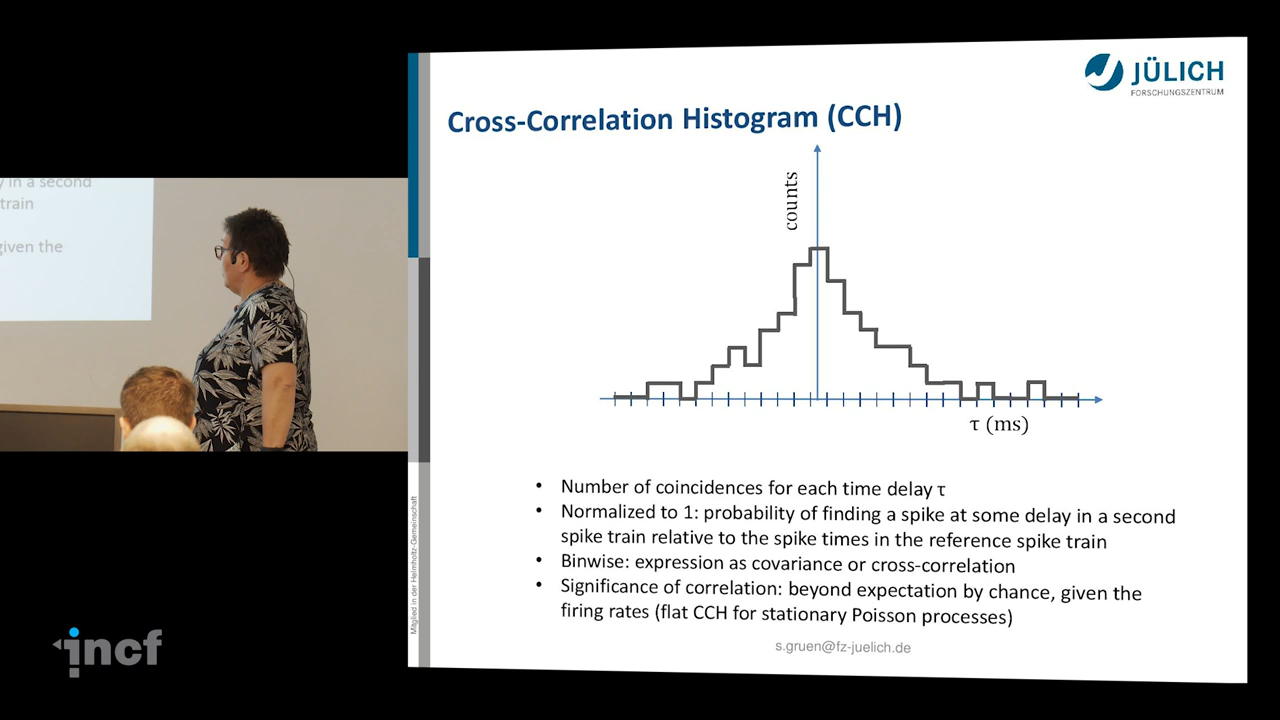 y in a second
train
given the
JÜLICH
FORSCHUNGSZENTRUM
Cross-Correlation Histogram (CCH)
counts
τ (ms)
• Number of coincidences for each time delay τ
• Normalized to 1: probability of finding a spike at some delay in a second
spike train relative to the spike times in the reference spike train
• Binwise: expression as covariance or cross-correlation
• Significance of correlation: beyond expectation by chance, given the
firing rates (flat CCH for stationary Poisson processes)
Mitglied in der Helmholtz-Gemeinschaft
s.gruen@fz-juelich.de
incf